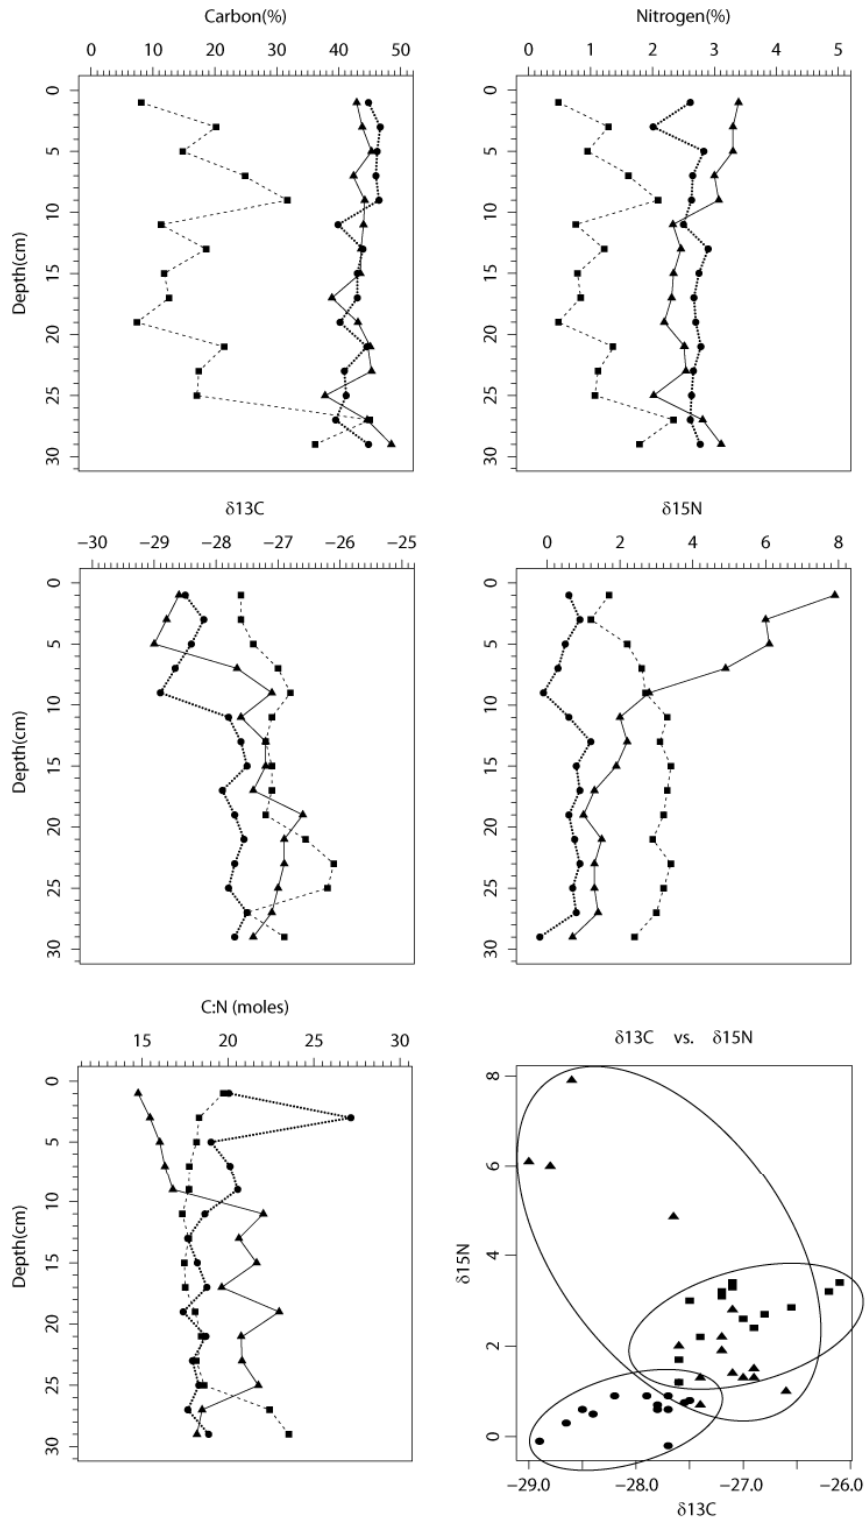 Carbon(%)
Nitrogen(%)
0 10 20 30 40 50
0 1 2 3 4 5
Depth(cm)
0 5 10 15 20 25 30
0 5 10 15 20 25 30
δ13C
δ15N
−30 −29 −28 −27 −26 −25
0 2 4 6 8
Depth(cm)
0 5 10 15 20 25 30
0 5 10 15 20 25 30
C:N (moles)
δ13C vs. δ15N
15 20 25 30
Depth(cm)
0 5 10 15 20 25 30
δ15N
8
6
4
2
0
−29.0 −28.0 −27.0 −26.0
δ13C